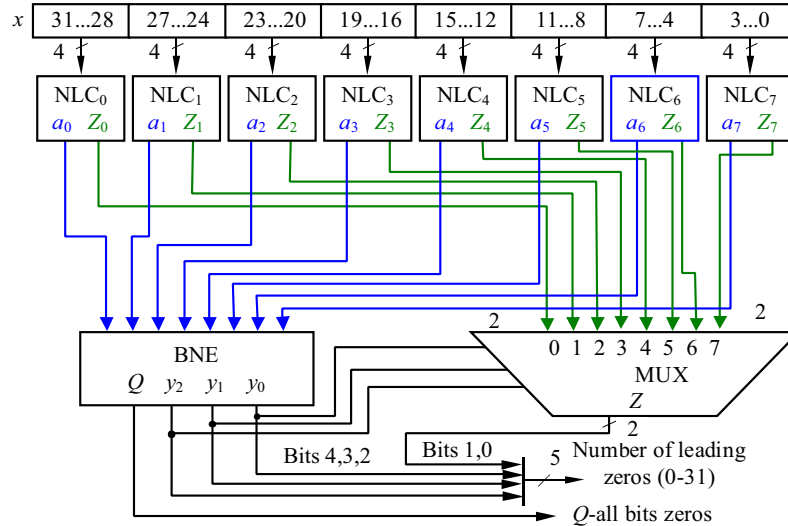 x 31...28 27...24 23...20 19...16 15...12 11...8 7...4 3...0
4 4 4 4 4 4 4 4
NLC₀ NLC₁ NLC₂ NLC₃ NLC₄ NLC₅ NLC₆ NLC₇
a₀ Z₀ a₁ Z₁ a₂ Z₂ a₃ Z₃ a₄ Z₄ a₅ Z₅ a₆ Z₆ a₇ Z₇
2 2
BNE
0 1 2 3 4 5 6 7
MUX
Q y₂ y₁ y₀
Z
2
Bits 4,3,2
Bits 1,0
5
Number of leading
zeros (0-31)
Q-all bits zeros